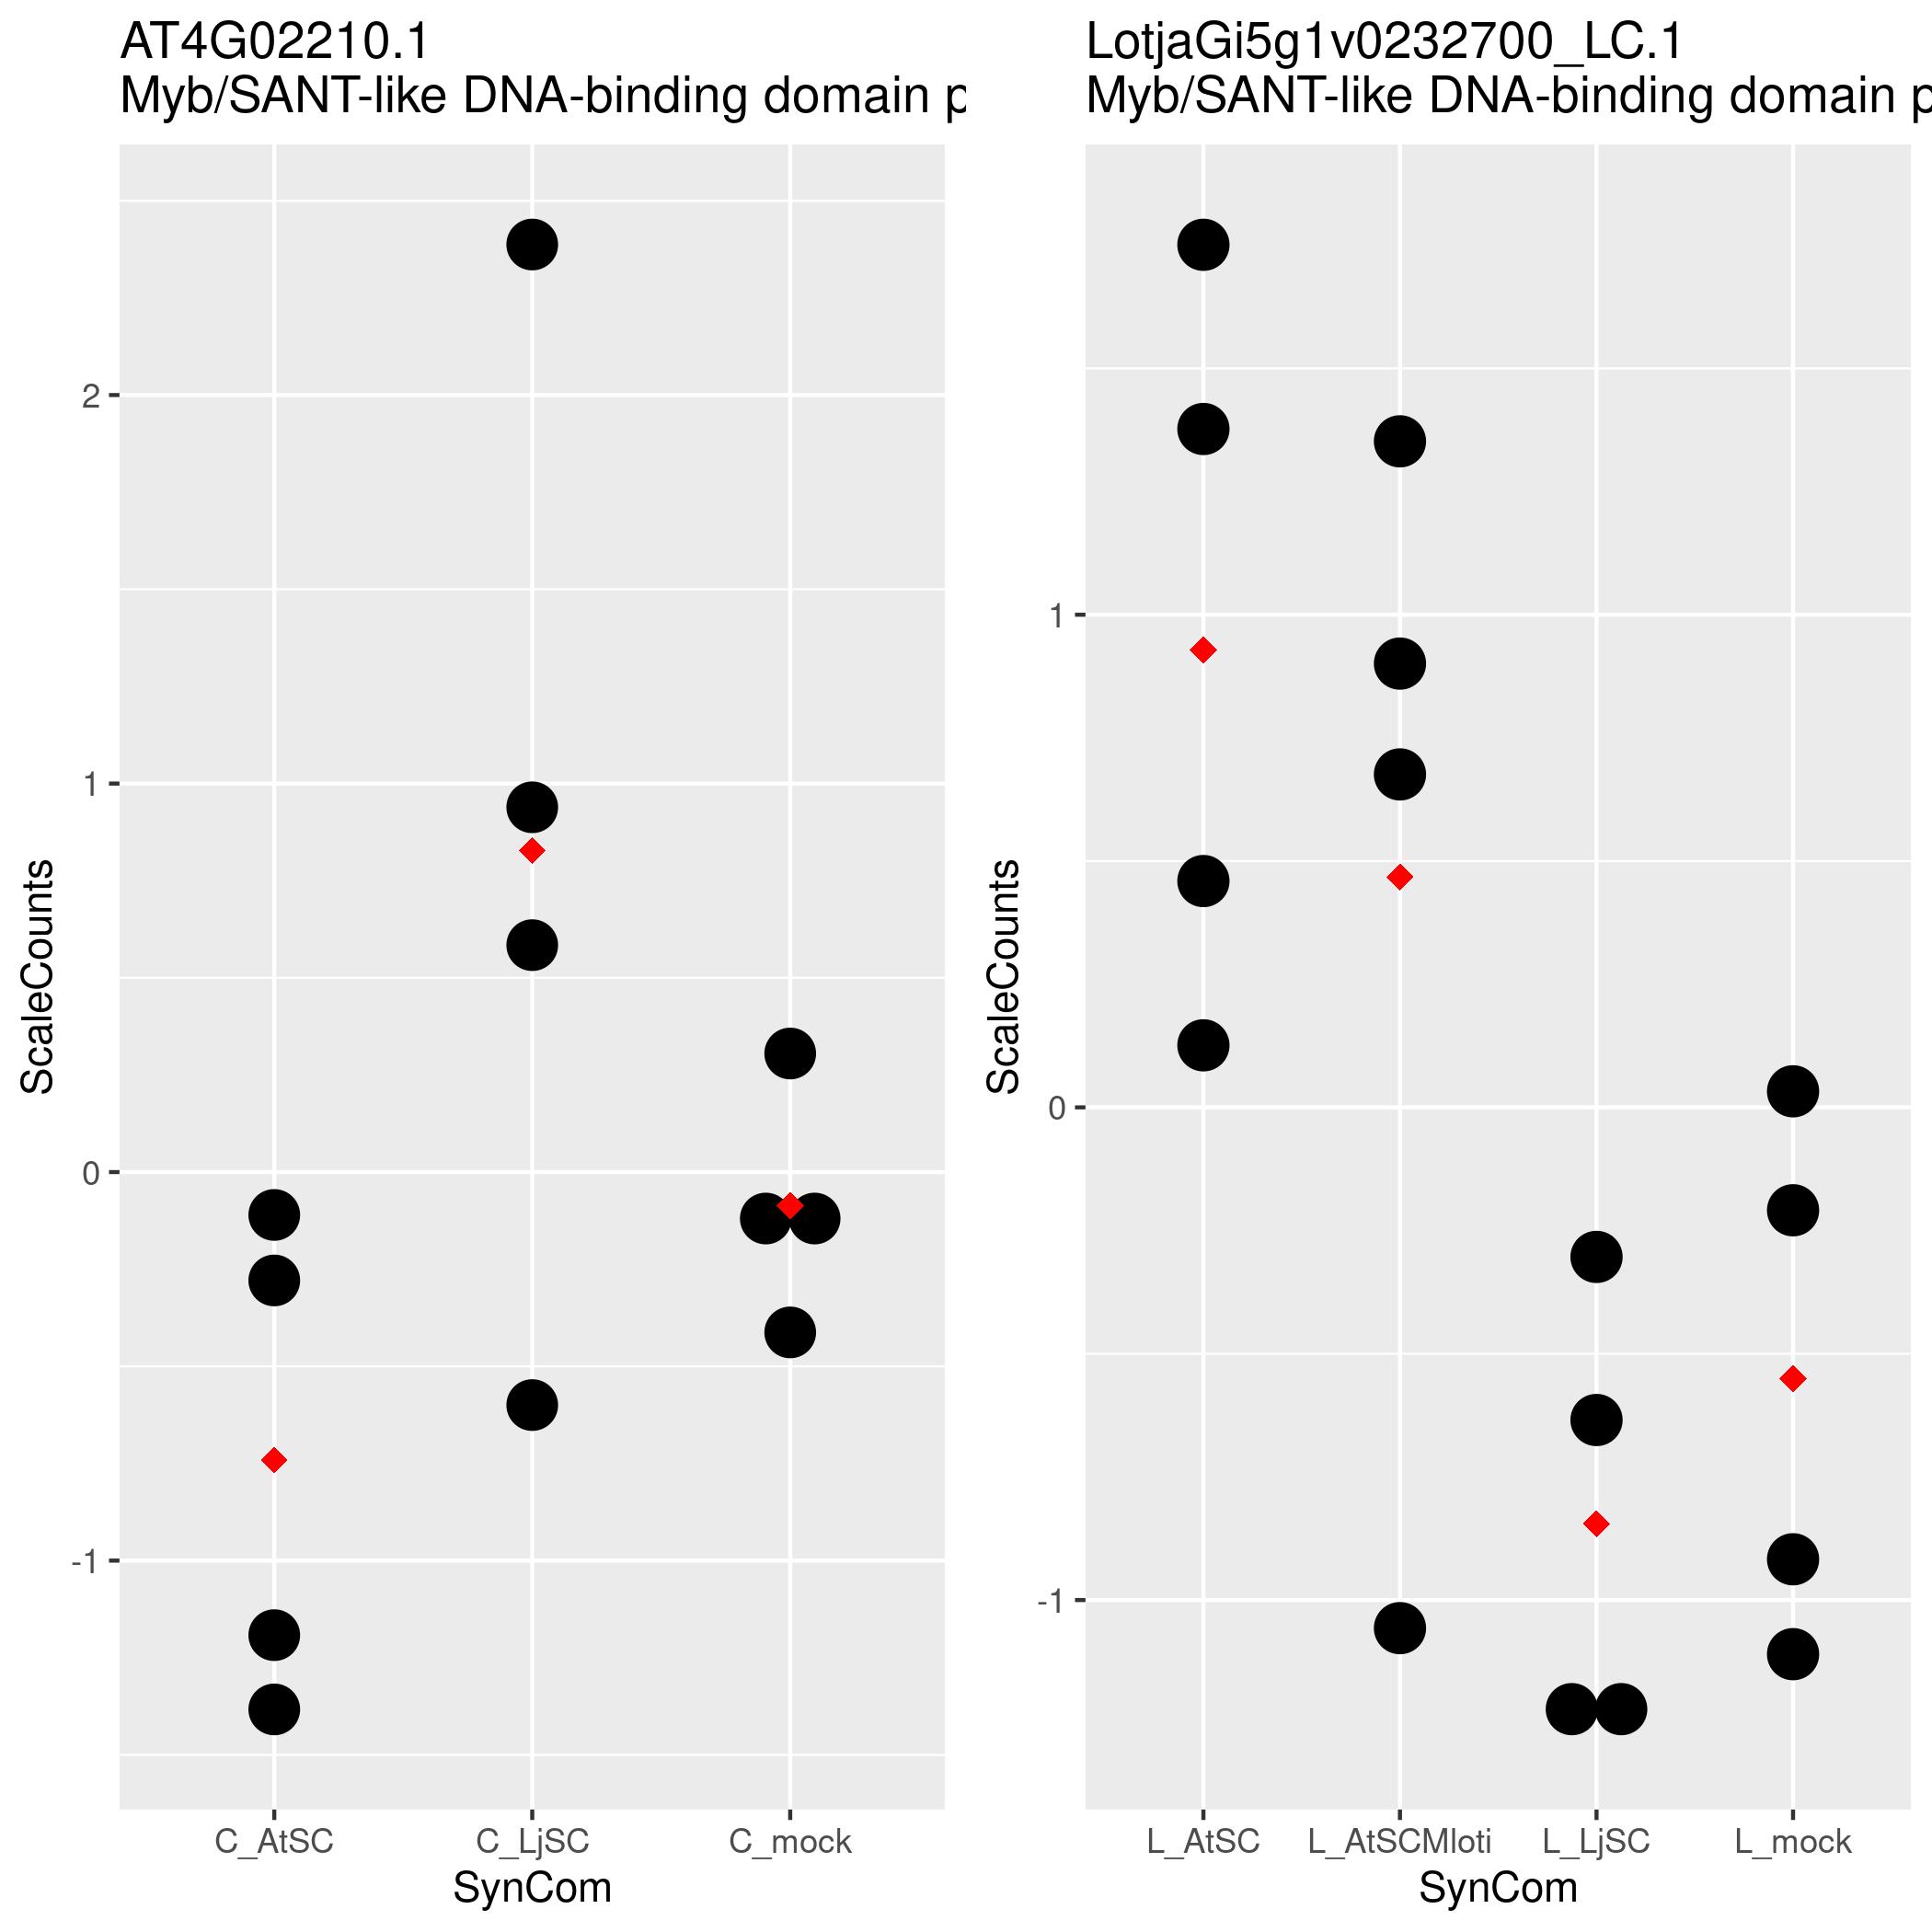 AT4G02210.1
Myb/SANT-like DNA-binding domain p
ScaleCounts
2
1
0
-1
C_AtSC C_LjSC C_mock
SynCom
LotjaGi5g1v0232700_LC.1
Myb/SANT-like DNA-binding domain p
ScaleCounts
1
0
-1
L_AtSC L_AtSCMloti L_LjSC L_mock
SynCom